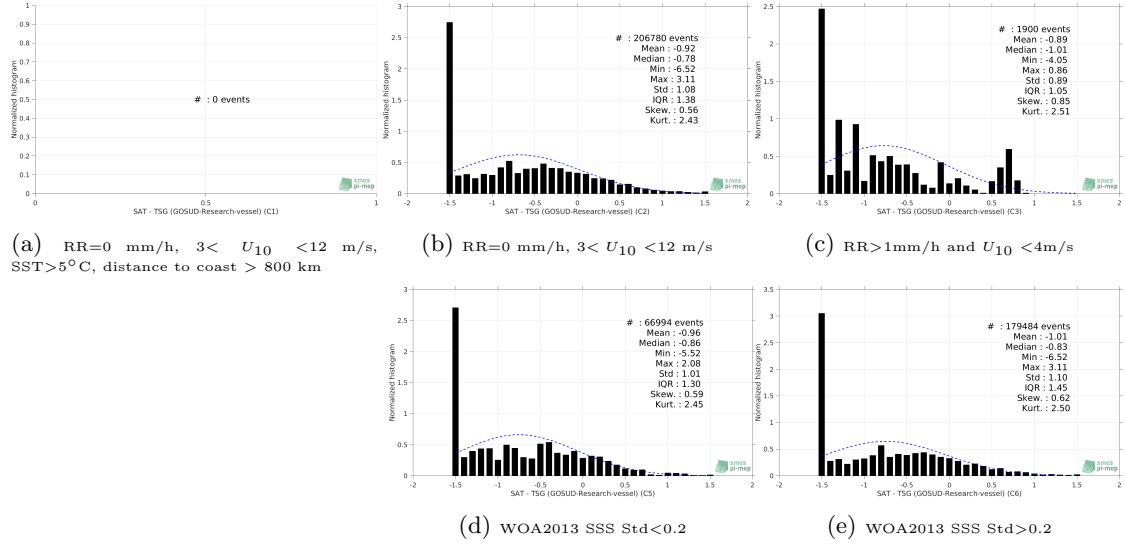 1
0.9
0.8
0.7
0.6
0.5
0.4
0.3
0.2
0.1
0
Normalized histogram
# : 0 events
0 0.5 1
SAT - TSG (GOSUD-Research-vessel) (C1)
smos
pi-mep
(a) RR=0 mm/h, 3< U10 <12 m/s,
SST>5°C, distance to coast > 800 km
3
2.5
2
1.5
1
0.5
0
Normalized histogram
# : 206780 events
Mean : -0.92
Median : -0.78
Min : -6.52
Max : 3.11
Std : 1.08
IQR : 1.38
Skew. : 0.56
Kurt. : 2.43
-2 -1.5 -1 -0.5 0 0.5 1 1.5 2
SAT - TSG (GOSUD-Research-vessel) (C2)
smos
pi-mep
(b) RR=0 mm/h, 3< U10 <12 m/s
2.5
2
1.5
1
0.5
0
Normalized histogram
# : 1900 events
Mean : -0.89
Median : -1.01
Min : -4.05
Max : 0.86
Std : 0.89
IQR : 1.05
Skew. : 0.85
Kurt. : 2.51
-2 -1.5 -1 -0.5 0 0.5 1 1.5 2
SAT - TSG (GOSUD-Research-vessel) (C3)
smos
pi-mep
(c) RR>1mm/h and U10 <4m/s
3
2.5
2
1.5
1
0.5
0
Normalized histogram
# : 66994 events
Mean : -0.96
Median : -0.86
Min : -5.52
Max : 2.08
Std : 1.01
IQR : 1.30
Skew. : 0.59
Kurt. : 2.45
-2 -1.5 -1 -0.5 0 0.5 1 1.5 2
SAT - TSG (GOSUD-Research-vessel) (C5)
smos
pi-mep
(d) WOA2013 SSS Std<0.2
3.5
3
2.5
2
1.5
1
0.5
0
Normalized histogram
# : 179484 events
Mean : -1.01
Median : -0.83
Min : -6.52
Max : 3.11
Std : 1.10
IQR : 1.45
Skew. : 0.62
Kurt. : 2.50
-2 -1.5 -1 -0.5 0 0.5 1 1.5 2
SAT - TSG (GOSUD-Research-vessel) (C6)
smos
pi-mep
(e) WOA2013 SSS Std>0.2